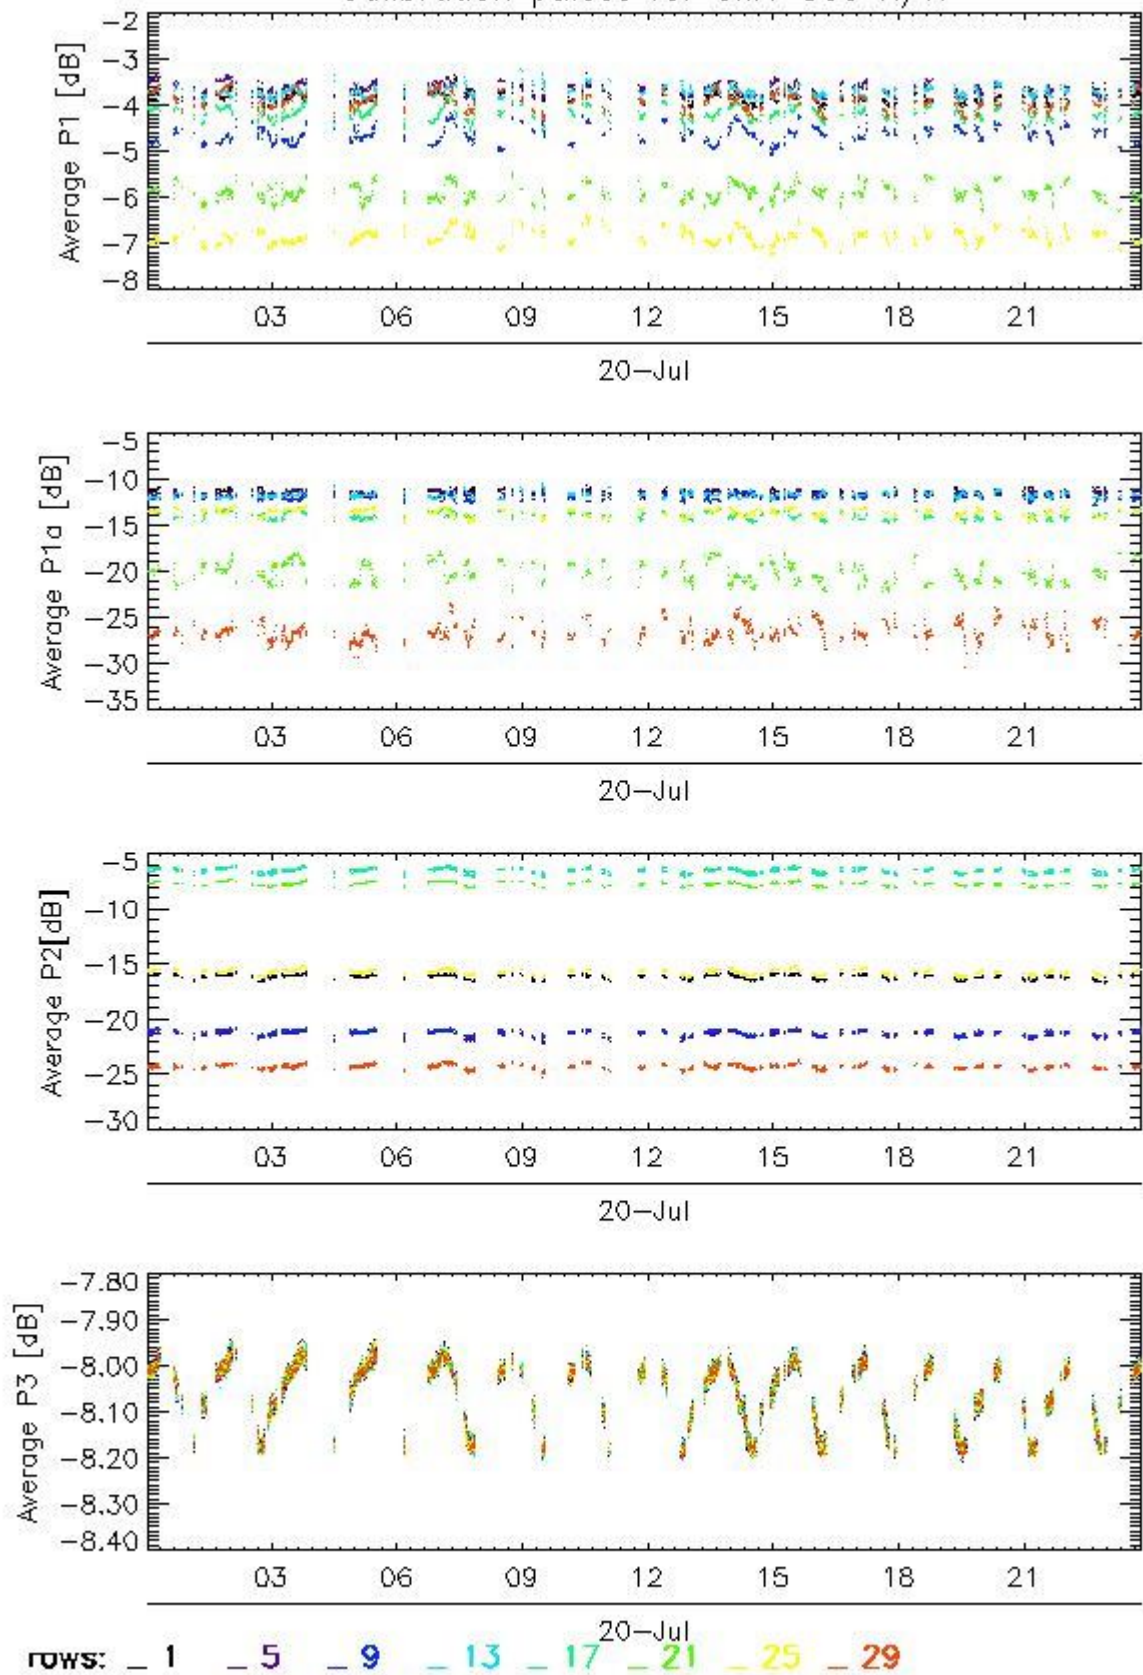 -2
-3
-4
-5
-6
-7
-8
Average P1 [dB]
03 06 09 12 15 18 21
20-Jul
-5
-10
-15
-20
-25
-30
-35
Average P1a [dB]
03 06 09 12 15 18 21
20-Jul
-5
-10
-15
-20
-25
-30
Average P2[dB]
03 06 09 12 15 18 21
20-Jul
-7.80
-7.90
-8.00
-8.10
-8.20
-8.30
-8.40
Average P3 [dB]
03 06 09 12 15 18 21
20-Jul
rows: _ 1 _ 5 _ 9 _ 13 _ 17 _ 21 _ 25 _ 29